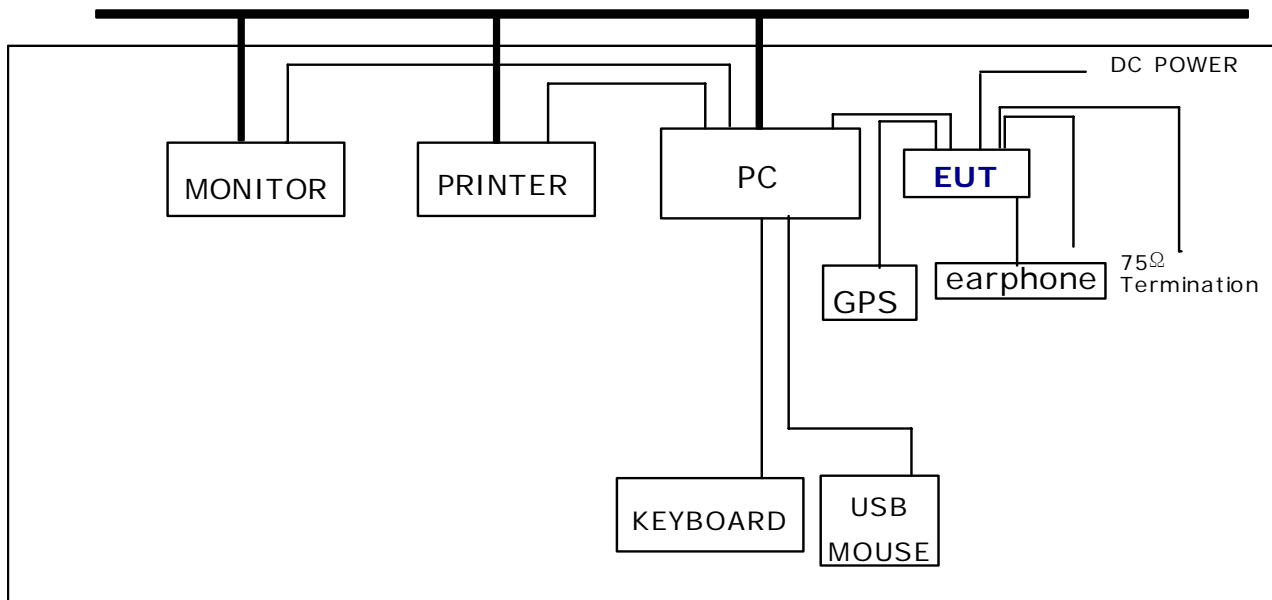 DC POWER
MONITOR
PRINTER
PC
EUT
GPS
earphone
75Ω
Termination
KEYBOARD
USB
MOUSE